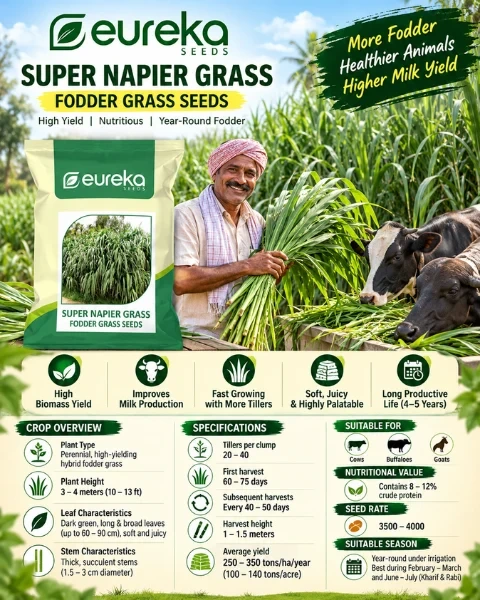 eureka
SEEDS
SUPER NAPIER GRASS
FODDER GRASS SEEDS
High Yield | Nutritious | Year-Round Fodder
More Fodder
Healthier Animals
Higher Milk Yield
eureka
SEEDS
SUPER NAPIER GRASS
FODDER GRASS SEEDS
High
Biomass Yield
Improves
Milk Production
Fast Growing
with More Tillers
Soft, Juicy
& Highly Palatable
Long Productive
Life (4–5 Years)
CROP OVERVIEW
Plant Type
Perennial, high-yielding
hybrid fodder grass
Plant Height
3 – 4 meters (10 – 13 ft)
Leaf Characteristics
Dark green, long & broad leaves
(up to 60 – 90 cm), soft and juicy
Stem Characteristics
Thick, succulent stems
(1.5 – 3 cm diameter)
SPECIFICATIONS
Tillers per clump
20 – 40
First harvest
60 – 75 days
Subsequent harvests
Every 40 – 50 days
Harvest height
1 – 1.5 meters
Average yield
250 – 350 tons/ha/year
(100 – 140 tons/acre)
SUITABLE FOR
Cows
Buffaloes
Goats
NUTRITIONAL VALUE
Contains 8 – 12%
crude protein
SEED RATE
3500 – 4000
SUITABLE SEASON
Year-round under irrigation
Best during February – March
and June – July (Kharif & Rabi)